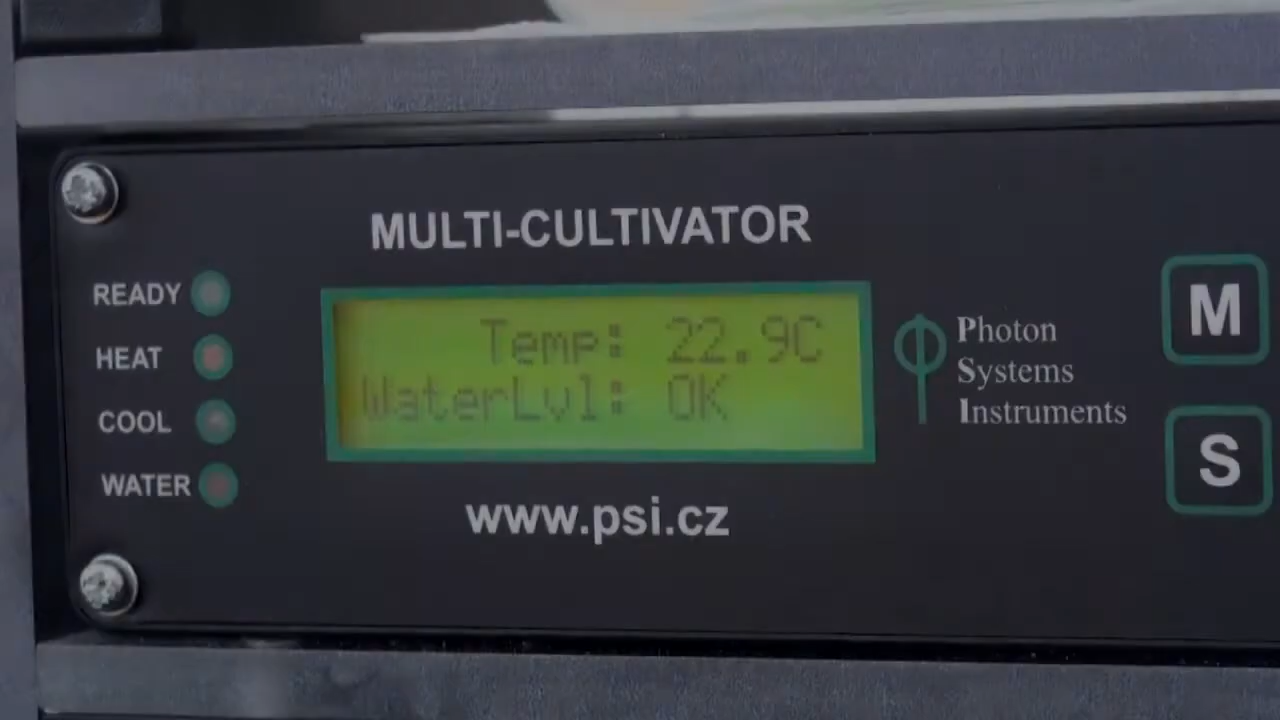 MULTI-CULTIVATOR
READY
HEAT
COOL
WATER
Temp: 22.9C
WaterLvl: OK
Photon
Systems
Instruments
M
S
www.psi.cz